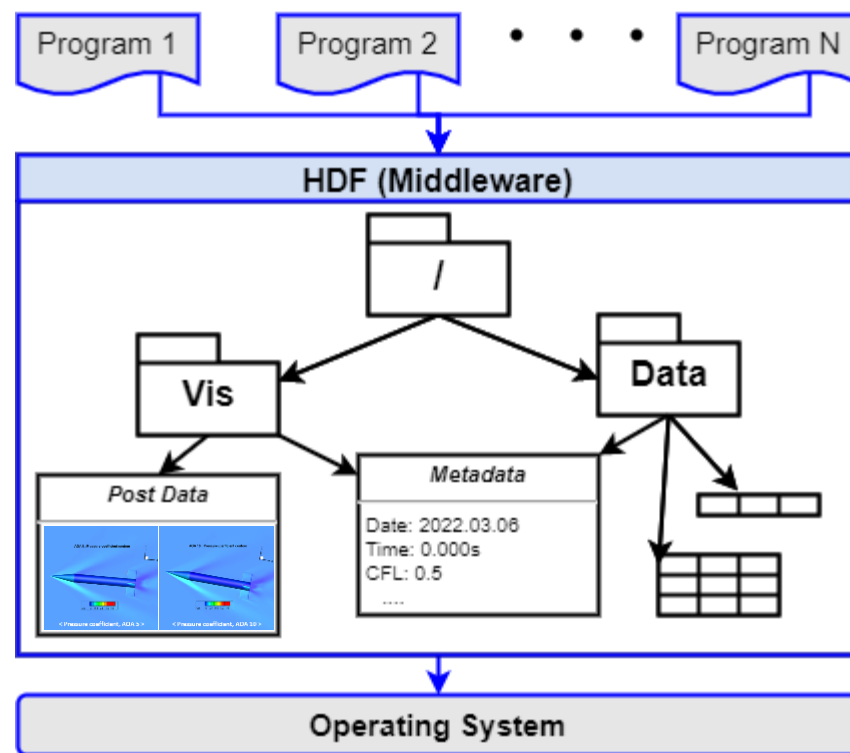 Program 1
Program 2
Program N
HDF (Middleware)
/
Vis
Data
Post Data
Metadata
Date: 2022.03.06
Time: 0.000s
CFL: 0.5
....
< Pressure coefficient, AOA 5 >
< Pressure coefficient, AOA 10 >
Operating System